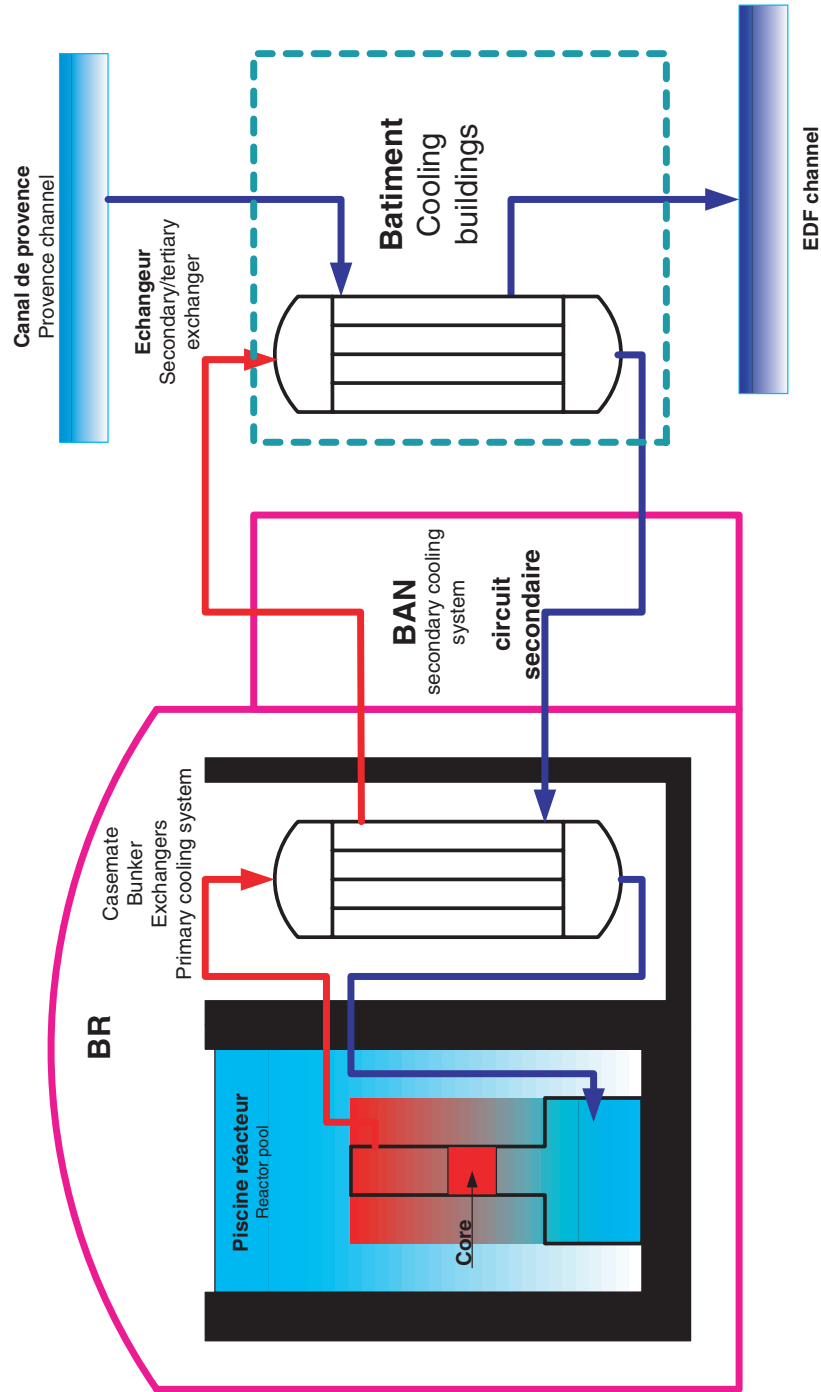 Canal de provence
Provence channel
Echangeur
Secondary/tertiary
exchanger
Batiment
Cooling
buildings
EDF channel
BAN
secondary cooling
system
circuit
secondaire
Casemate
Bunker
Exchangers
Primary cooling system
BR
Piscine réacteur
Reactor pool
Core